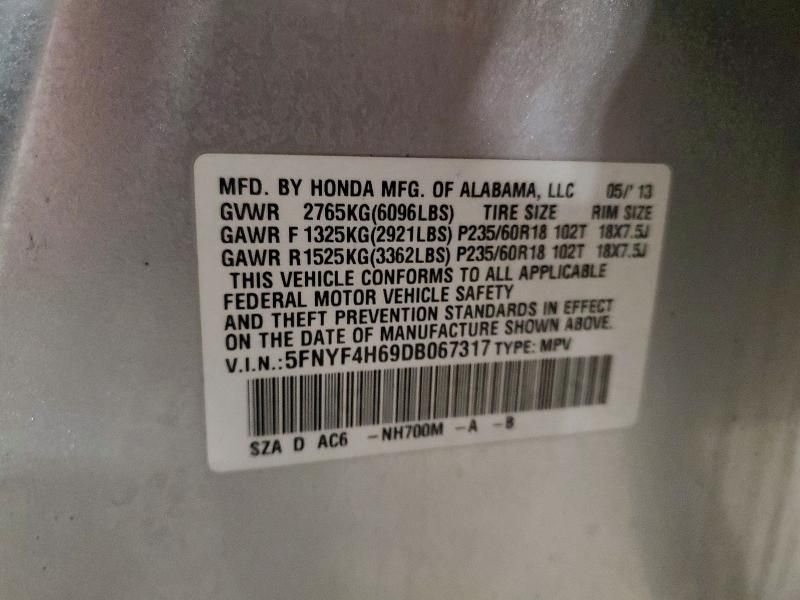 MFD. BY HONDA MFG. OF ALABAMA, LLC 05/'13
GVWR 2765KG(6096LBS) TIRE SIZE RIM SIZE
GAWR F 1325KG(2921LBS) P235/60R18 102T 18X7.5J
GAWR R1525KG(3362LBS) P235/60R18 102T 18X7.5J
THIS VEHICLE CONFORMS TO ALL APPLICABLE
FEDERAL MOTOR VEHICLE SAFETY
AND THEFT PREVENTION STANDARDS IN EFFECT
ON THE DATE OF MANUFACTURE SHOWN ABOVE.
V.I.N.:5FNYF4H69DB067317 TYPE: MPV
SZA D AC6 -NH700M -A -B